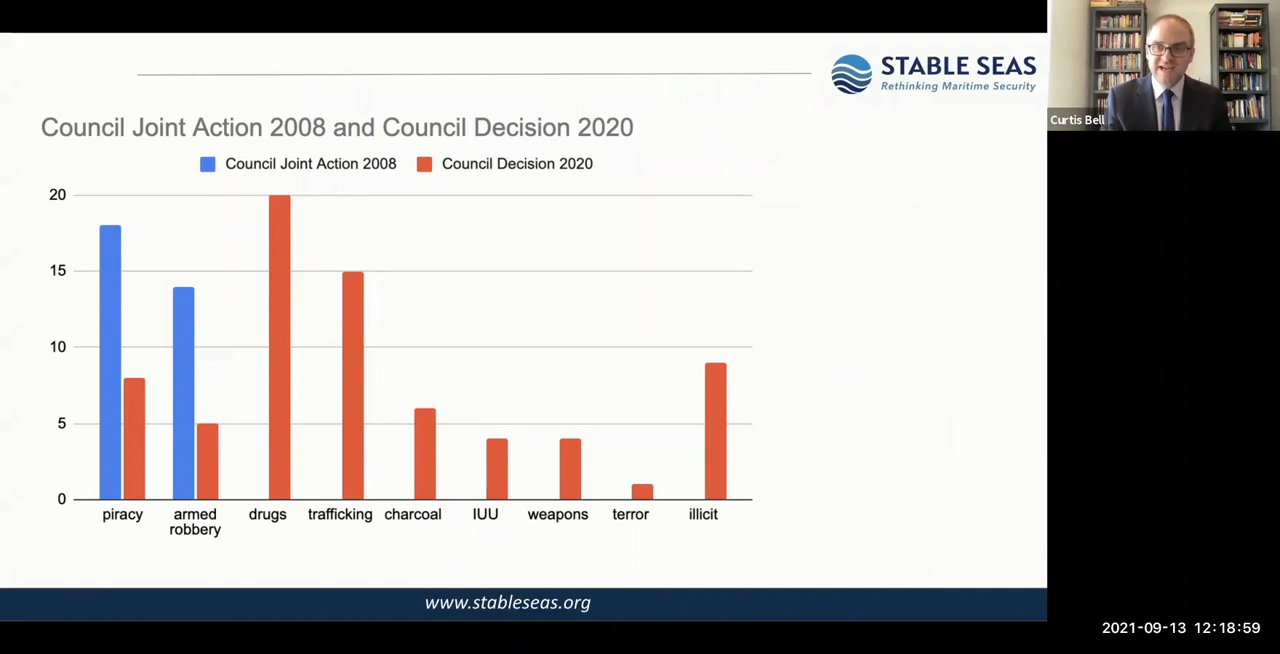 STABLE SEAS
Rethinking Maritime Security
Curtis Bell
Council Joint Action 2008 and Council Decision 2020
Council Joint Action 2008 Council Decision 2020
20
15
10
5
0
piracy armed robbery drugs trafficking charcoal IUU weapons terror illicit
www.stableseas.org
2021-09-13 12:18:59